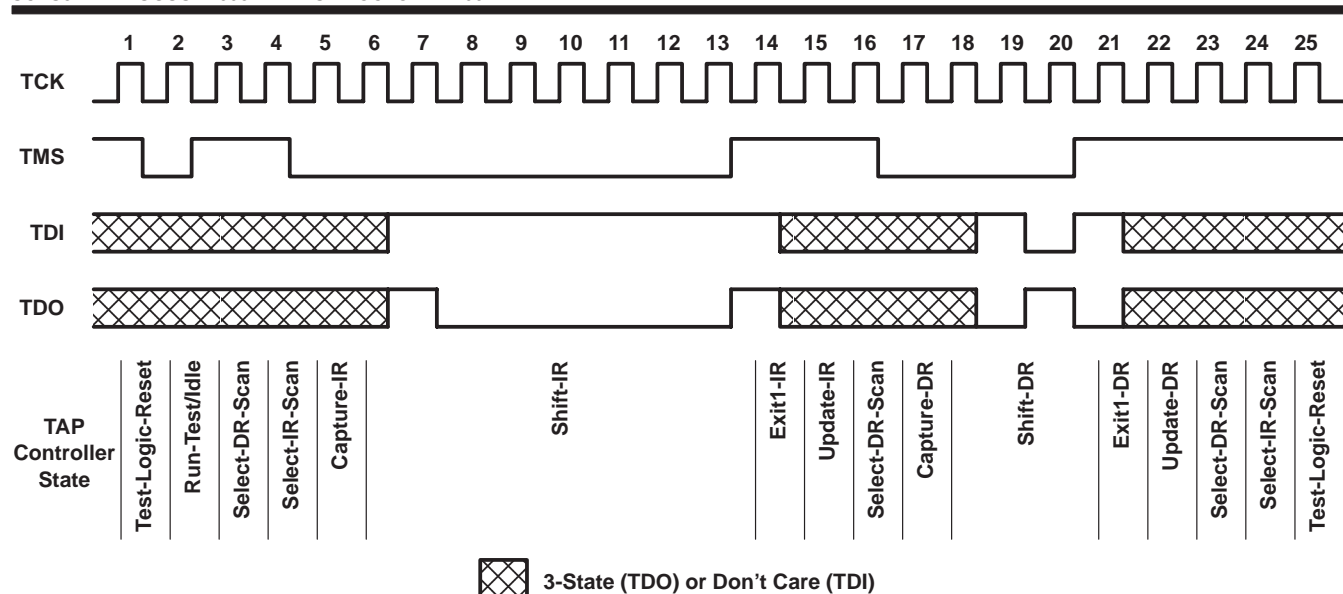 1 2 3 4 5 6 7 8 9 10 11 12 13 14 15 16 17 18 19 20 21 22 23 24 25
TCK
TMS
TDI
TDO
TAP
Controller
State
Test-Logic-Reset
Run-Test/Idle
Select-DR-Scan
Select-IR-Scan
Capture-IR
Shift-IR
Exit1-IR
Update-IR
Select-DR-Scan
Capture-DR
Shift-DR
Exit1-DR
Update-DR
Select-DR-Scan
Select-IR-Scan
Test-Logic-Reset
3-State (TDO) or Don’t Care (TDI)